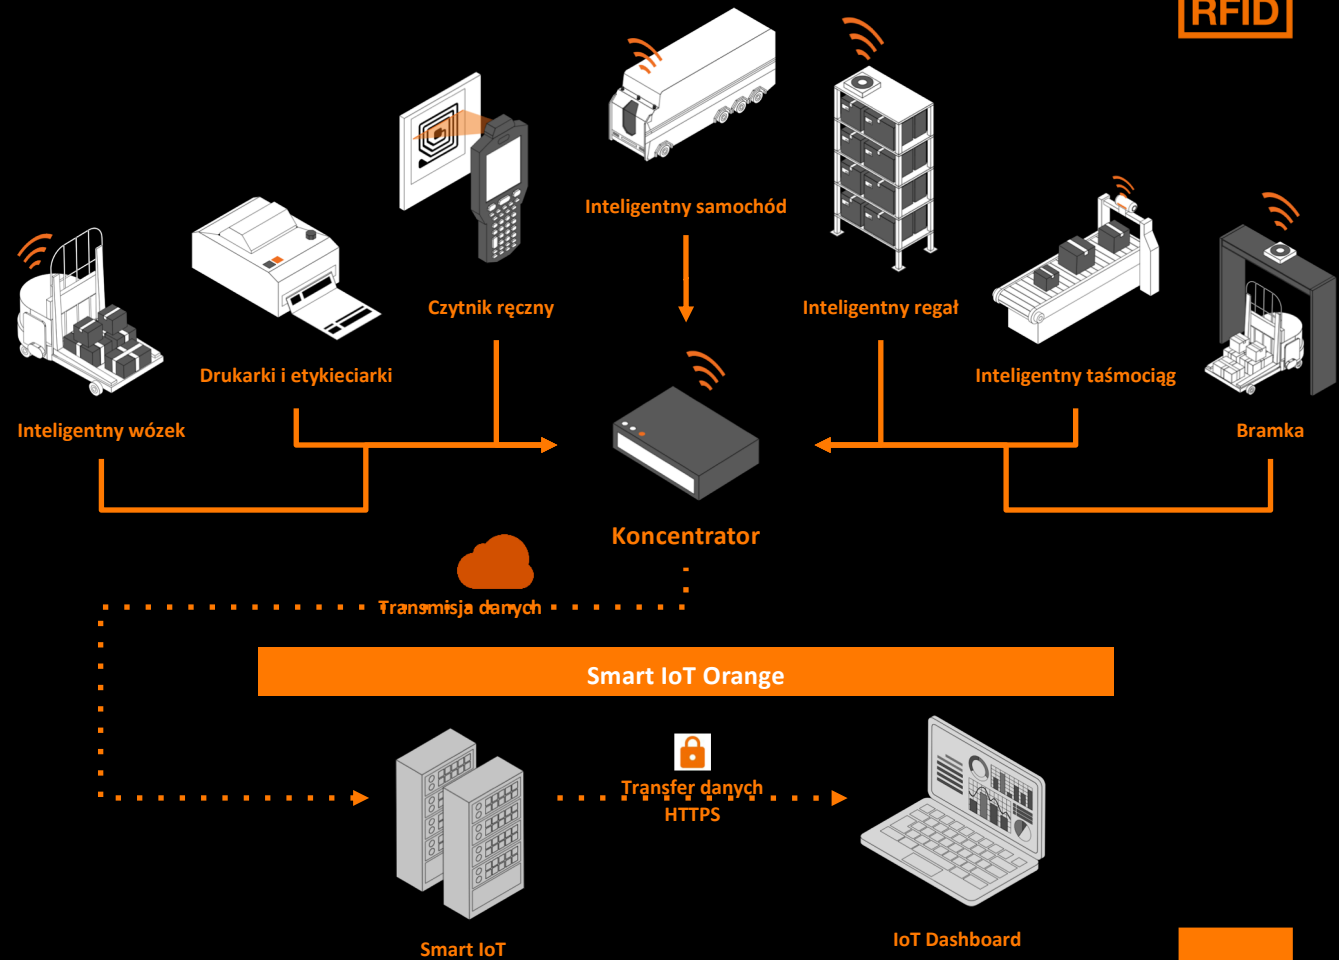 RFID
Inteligentny samochód
Czytnik ręczny
Inteligentny regał
Drukarki i etykieciarki
Inteligentny taśmociąg
Inteligentny wózek
Bramka
Koncentrator
Transmisja danych
Smart IoT Orange
Transfer danych
HTTPS
Smart IoT
IoT Dashboard